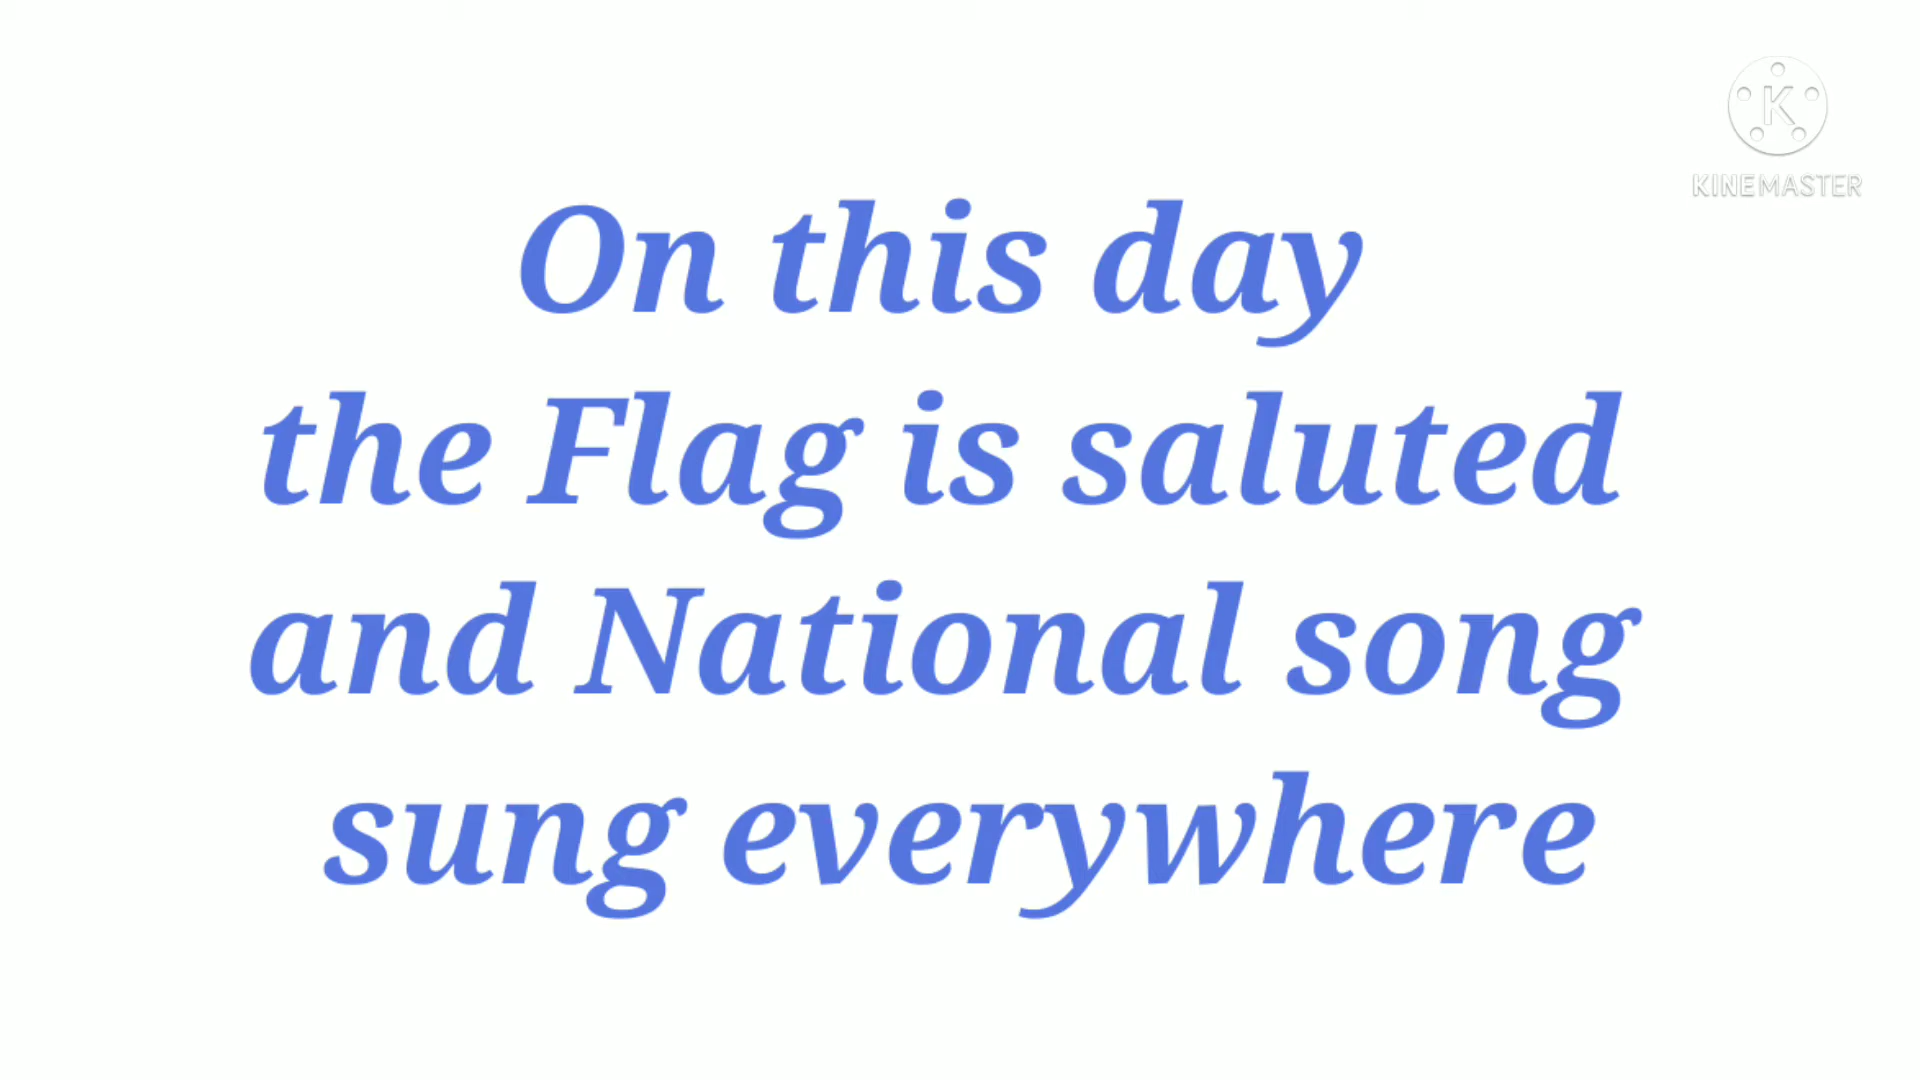 KINEMASTER
On this day
the Flag is saluted
and National song
sung everywhere